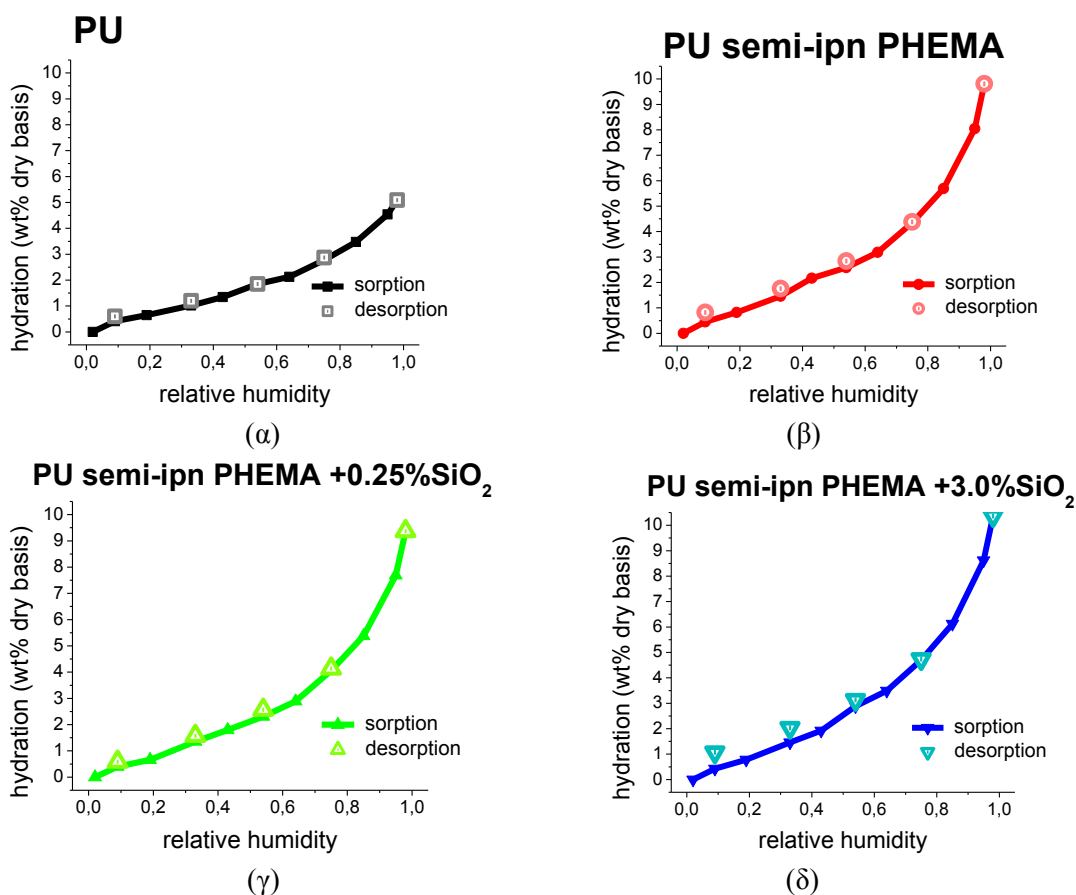 PU
hydration (wt% dry basis)
10
9
8
7
6
5
4
3
2
1
0
sorption
desorption
0,0 0,2 0,4 0,6 0,8 1,0
relative humidity
(α)
PU semi-ipn PHEMA
hydration (wt% dry basis)
10
9
8
7
6
5
4
3
2
1
0
sorption
desorption
0,0 0,2 0,4 0,6 0,8 1,0
relative humidity
(β)
PU semi-ipn PHEMA +0.25%SiO₂
hydration (wt% dry basis)
10
9
8
7
6
5
4
3
2
1
0
sorption
desorption
0,0 0,2 0,4 0,6 0,8 1,0
relative humidity
(γ)
PU semi-ipn PHEMA +3.0%SiO₂
hydration (wt% dry basis)
10
9
8
7
6
5
4
3
2
1
0
sorption
desorption
0,0 0,2 0,4 0,6 0,8 1,0
relative humidity
(δ)